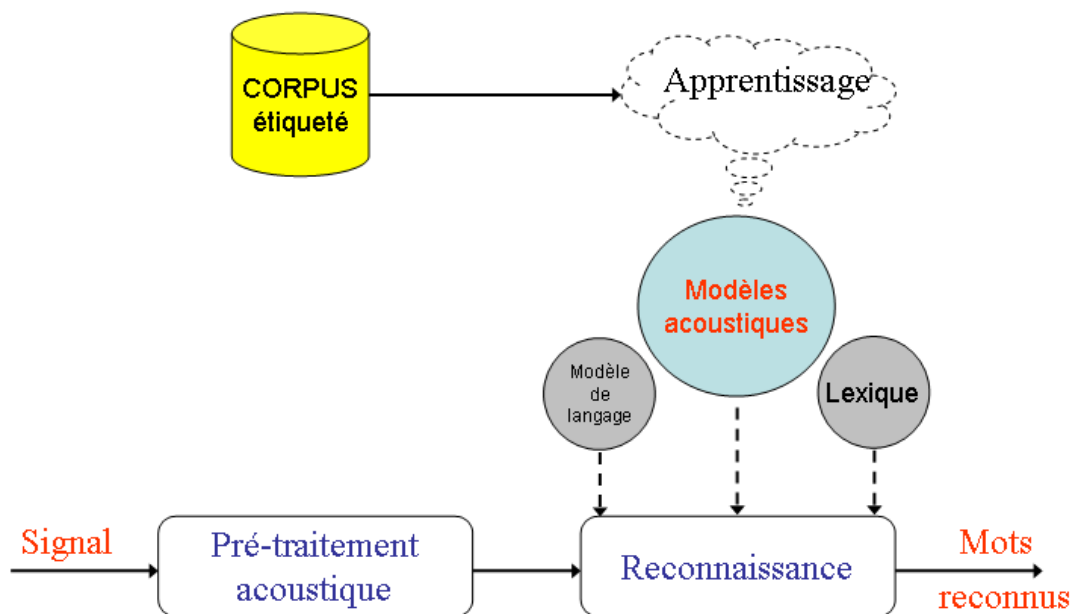 CORPUS
étiqueté
Apprentissage
Modèles
acoustiques
Modèle
de
langage
Lexique
Signal
Pré-traitement
acoustique
Reconnaissance
Mots
reconnus